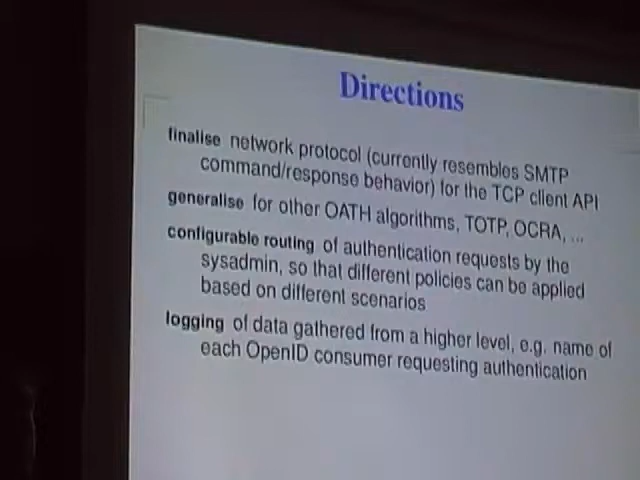 Directions
finalise network protocol (currently resembles SMTP
command/response behavior) for the TCP client API
generalise for other OATH algorithms, TOTP, OCRA, ...
configurable routing of authentication requests by the
sysadmin, so that different policies can be applied
based on different scenarios
logging of data gathered from a higher level, e.g. name of
each OpenID consumer requesting authentication